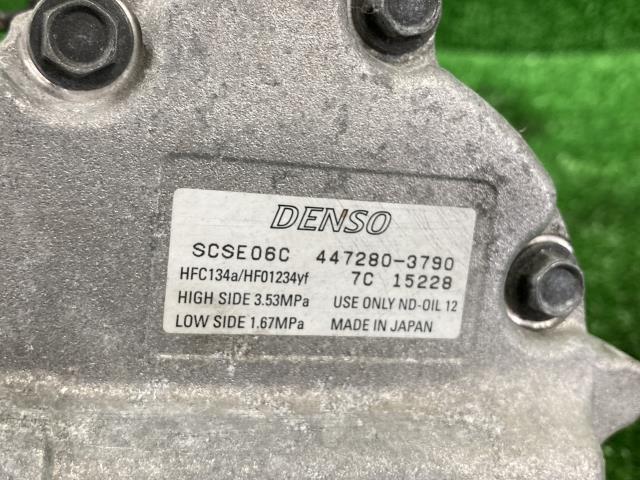 DENSO
SCSE06C 447280-3790
HFC134a/HFO1234yf 7C 15228
HIGH SIDE 3.53MPa USE ONLY ND-OIL 12
LOW SIDE 1.67MPa MADE IN JAPAN